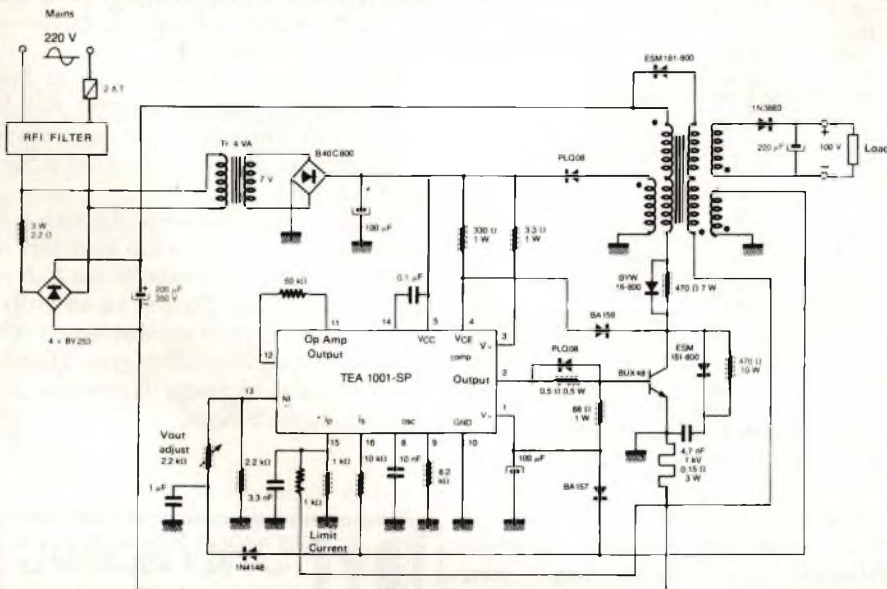 Mains
220 V
2 A T
RFI FILTER
3 W
2.2 Ω
4 × BY253
200 µF
350 V
Tr 4 VA
7 V
B40C800
100 µF
50 kΩ
0.1 µF
330 Ω
1 W
3.3 Ω
1 W
PLQ08
ESM 181-800
1N3883
220 µF
100 V
Load
BYW
16-800
470 Ω 7 W
BA159
ESM
181-800
470 Ω
10 W
BUX48
4,7 nF
1 kV
0,15 Ω
3 W
11
14
5
4
3
12
Op Amp
Output
VCC
VCE
comp
V+
TEA 1001-SP
Output
2
PLQ08
0,5 Ω 0,5 W
68 Ω
1 W
13
NI
Ip
Is
osc
GND
V-
1
15
16
8
9
10
100 µF
BA157
Vout
adjust
2.2 kΩ
1 µF
2.2 kΩ
3.3 nF
1 kΩ
1 kΩ
10 kΩ
10 nF
8.2
kΩ
Limit
Current
1N4148